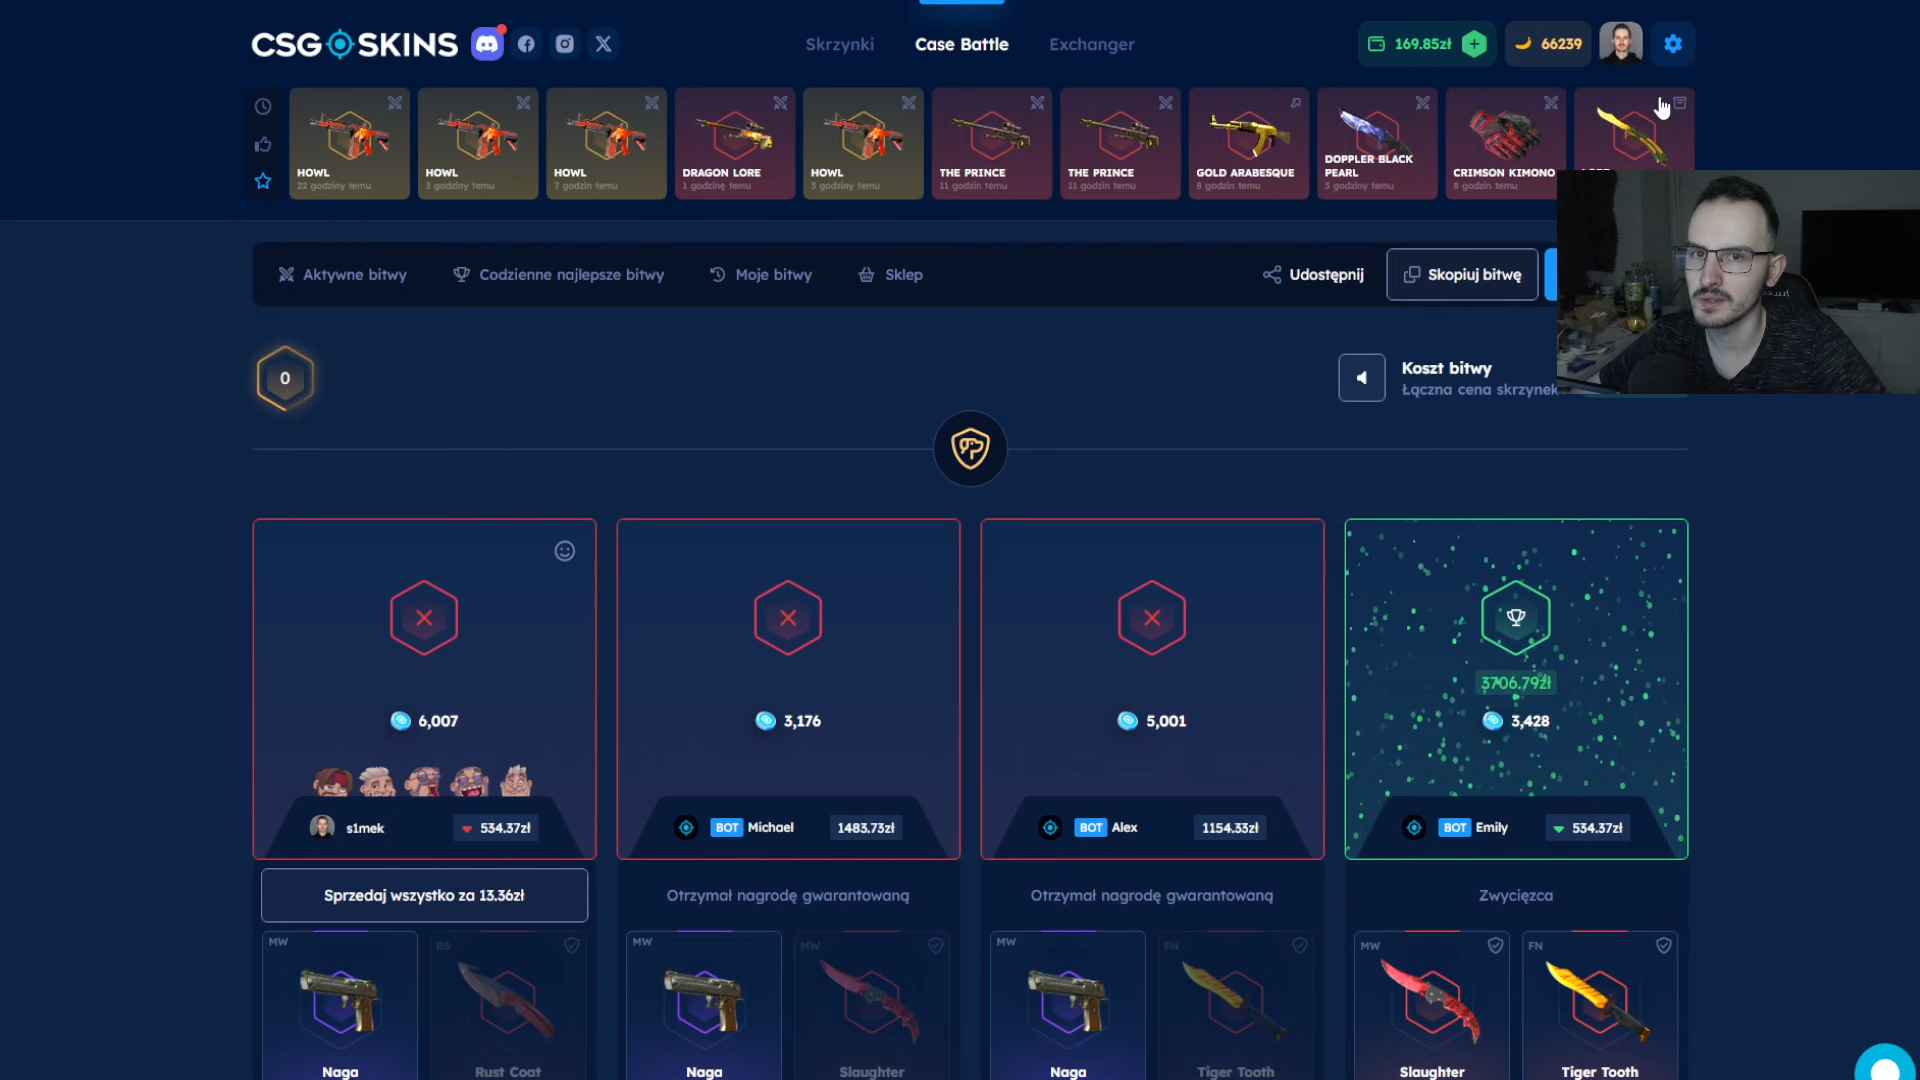 CSG SKINS
Skrzynki
Case Battle
Exchanger
169.85zł
66239
HOWL
22 godziny temu
HOWL
3 godziny temu
HOWL
7 godzin temu
DRAGON LORE
1 godzinę temu
HOWL
3 godziny temu
THE PRINCE
11 godzin temu
THE PRINCE
11 godzin temu
GOLD ARABESQUE
8 godzin temu
DOPPLER BLACK
PEARL
3 godziny temu
CRIMSON KIMONO
8 godzin temu
Aktywne bitwy
Codzienne najlepsze bitwy
Moje bitwy
Sklep
Udostępnij
Skopiuj bitwę
0
Koszt bitwy
Łączna cena skrzynek
6,007
s1mek
534.37zł
3,176
BOT Michael
1483.73zł
5,001
BOT Alex
1154.33zł
3706.79zł
3,428
BOT Emily
534.37zł
Sprzedaj wszystko za 13.36zł
Otrzymał nagrodę gwarantowaną
Otrzymał nagrodę gwarantowaną
Zwycięzca
MW
Naga
BS
Rust Coat
MW
Naga
MW
Slaughter
MW
Naga
FN
Tiger Tooth
MW
Slaughter
FN
Tiger Tooth